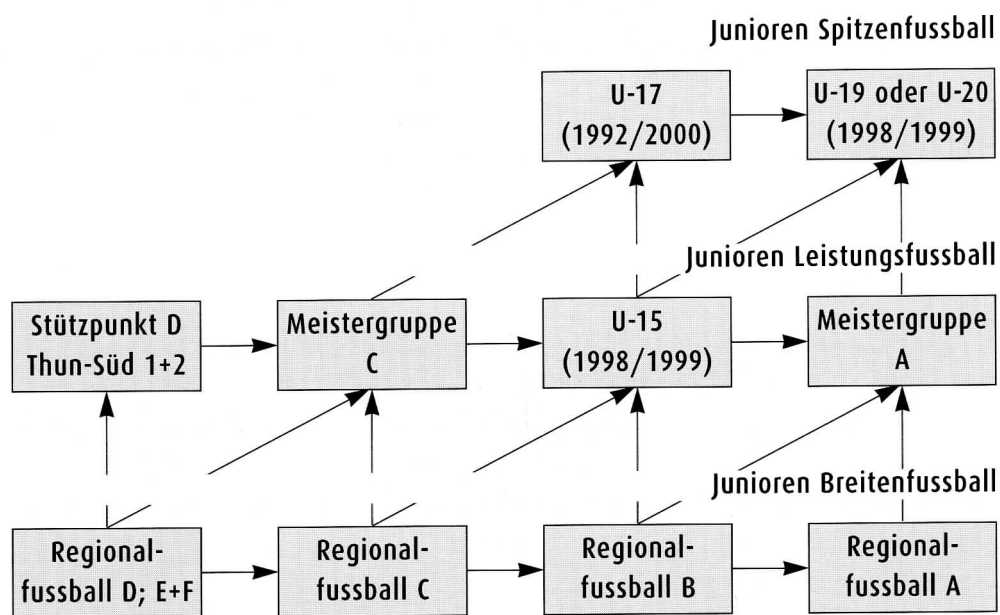 Junioren Spitzenfussball
U-17
(1992/2000)
U-19 oder U-20
(1998/1999)
Junioren Leistungsfussball
Stützpunkt D
Thun-Süd 1+2
Meistergruppe
C
U-15
(1998/1999)
Meistergruppe
A
Junioren Breitenfussball
Regional-
fussball D; E+F
Regional-
fussball C
Regional-
fussball B
Regional-
fussball A